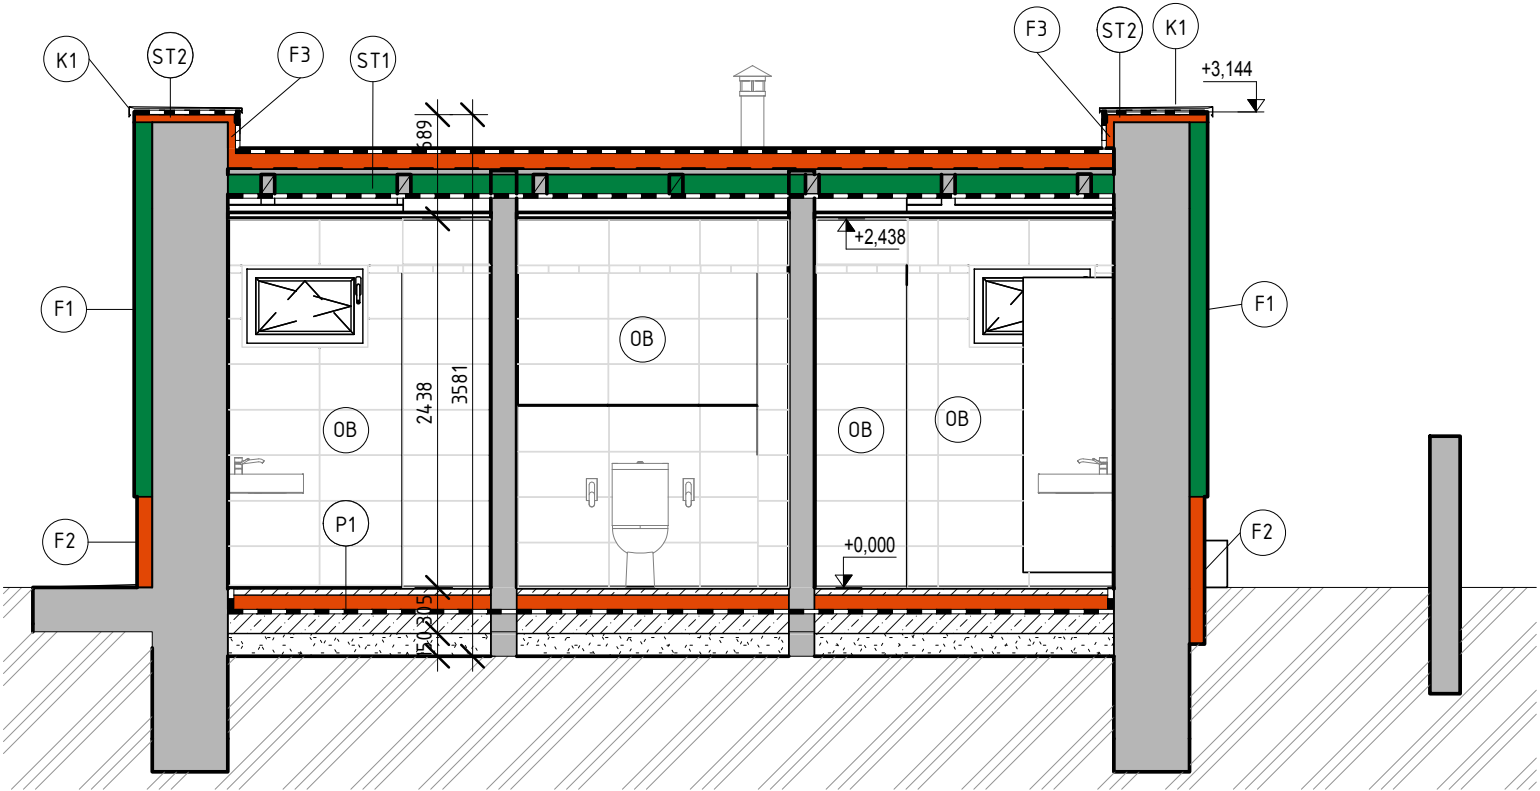 K1
ST2
F3
ST1
F3
ST2
K1
+3,144
689
+2,438
F1
F1
OB
2438
3581
OB
OB
OB
P1
F2
+0,000
F2
305